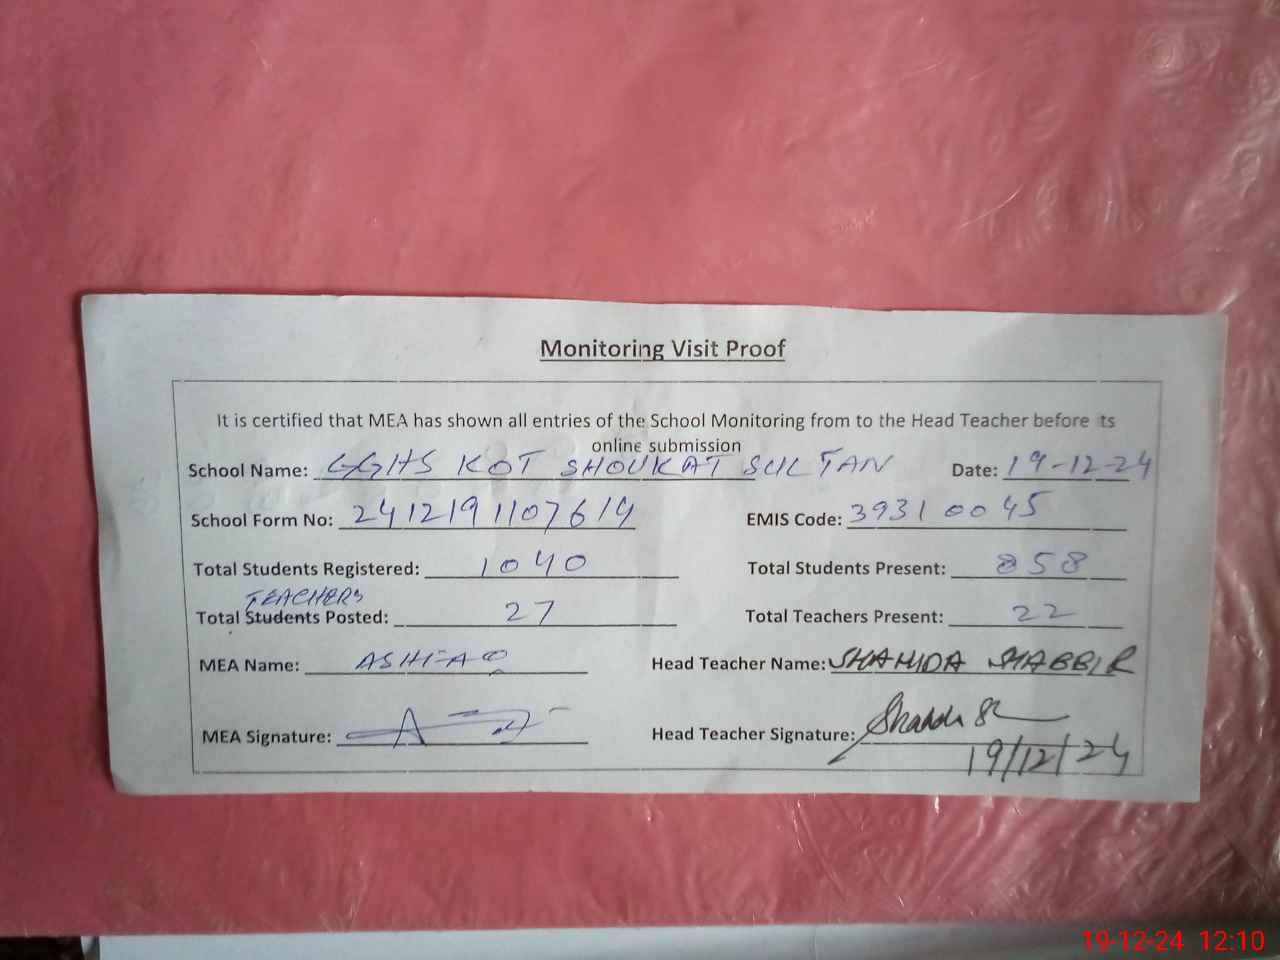 Monitoring Visit Proof
It is certified that MEA has shown all entries of the School Monitoring from to the Head Teacher before its
online submission
School Name: GGHS KOT SHOUKAT SULTAN Date: 19-12-24
School Form No: 2412191107619 EMIS Code: 39310045
Total Students Registered: 1040 Total Students Present: 858
TEACHERS
Total Students Posted: 27 Total Teachers Present: 22
MEA Name: ASHFAQ Head Teacher Name: SHAHIDA SHABBIR
MEA Signature: Head Teacher Signature:
19/12/24
19-12-24 12:10